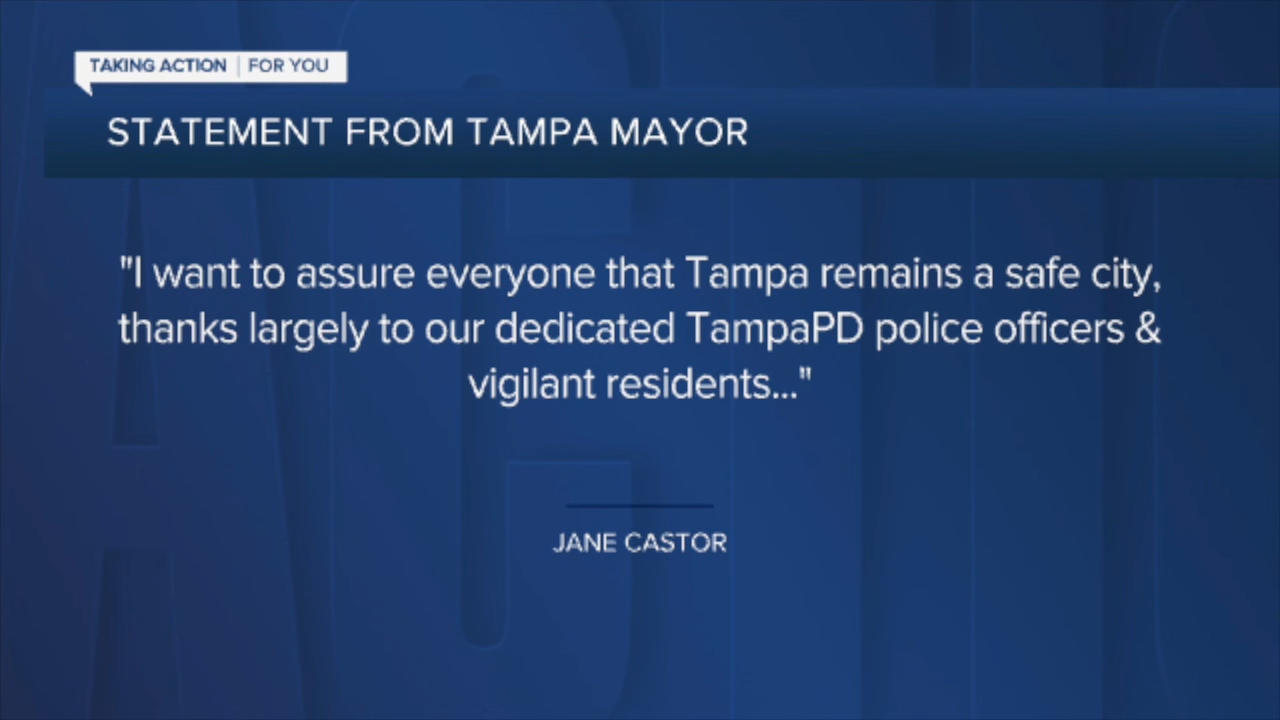 TAKING ACTION | FOR YOU
STATEMENT FROM TAMPA MAYOR
"I want to assure everyone that Tampa remains a safe city,
thanks largely to our dedicated TampaPD police officers &
vigilant residents..."
JANE CASTOR